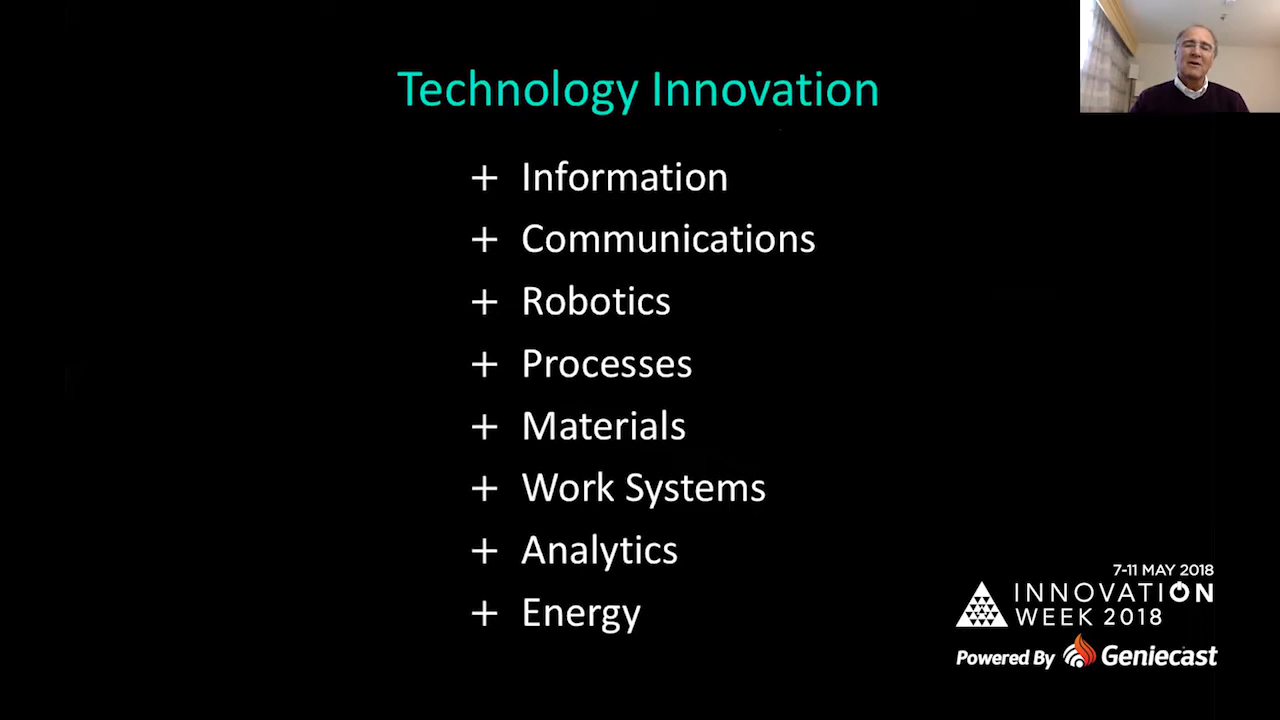 Technology Innovation
+ Information
+ Communications
+ Robotics
+ Processes
+ Materials
+ Work Systems
+ Analytics
+ Energy
7-11 MAY 2018
INNOVATION
WEEK 2018
Powered By Geniecast